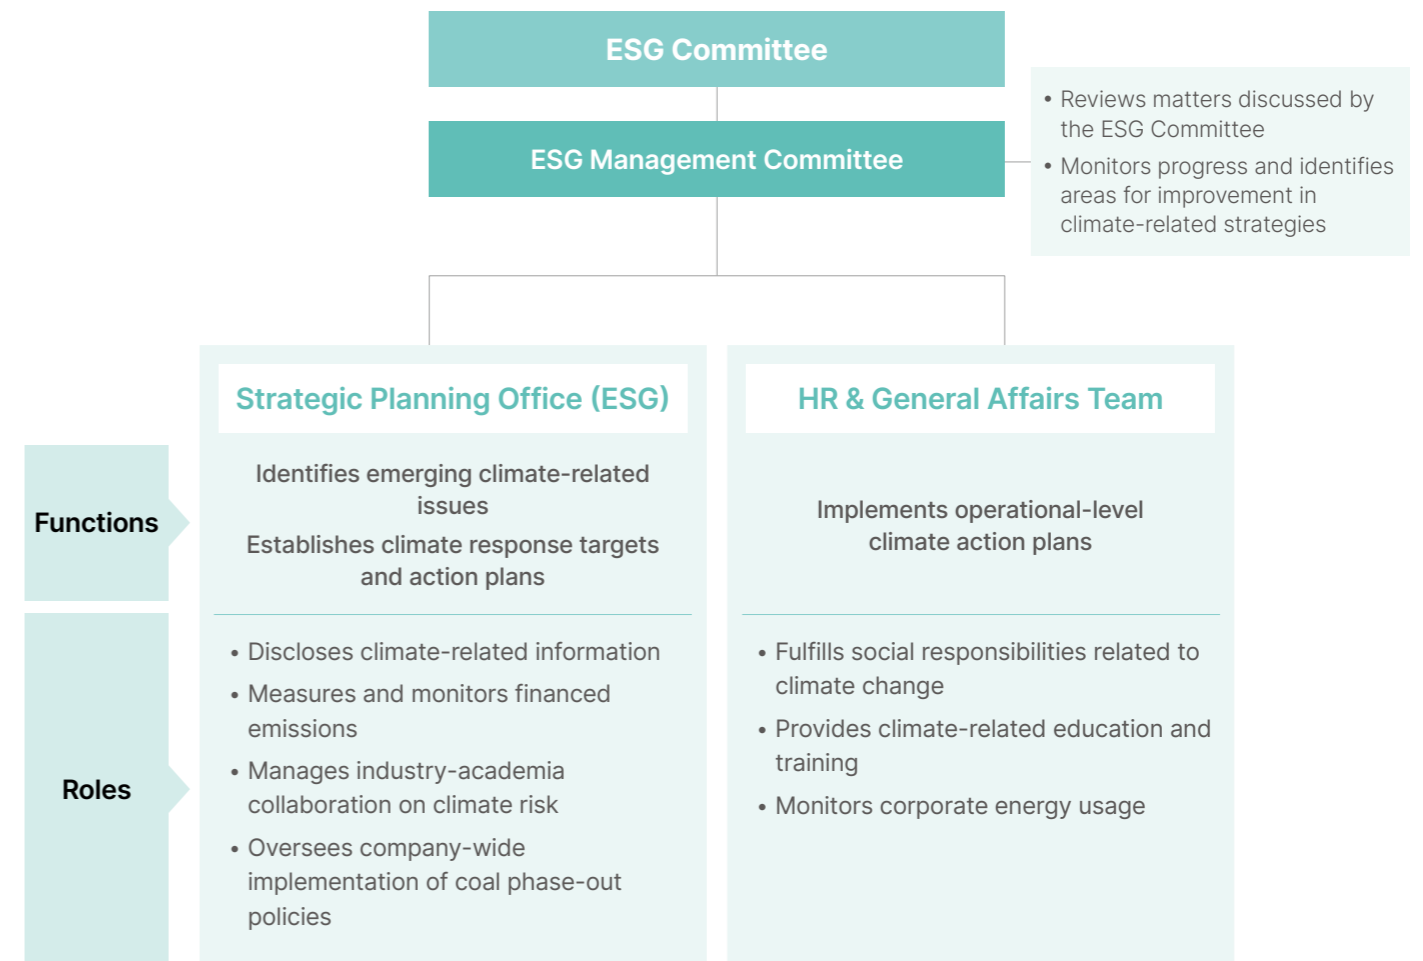 ESG Committee
ESG Management Committee
• Reviews matters discussed by
the ESG Committee
• Monitors progress and identifies
areas for improvement in
climate-related strategies
Strategic Planning Office (ESG)
HR & General Affairs Team
Functions
Identifies emerging climate-related
issues
Establishes climate response targets
and action plans
Implements operational-level
climate action plans
Roles
• Discloses climate-related information
• Measures and monitors financed
emissions
• Manages industry-academia
collaboration on climate risk
• Oversees company-wide
implementation of coal phase-out
policies
• Fulfills social responsibilities related to
climate change
• Provides climate-related education and
training
• Monitors corporate energy usage